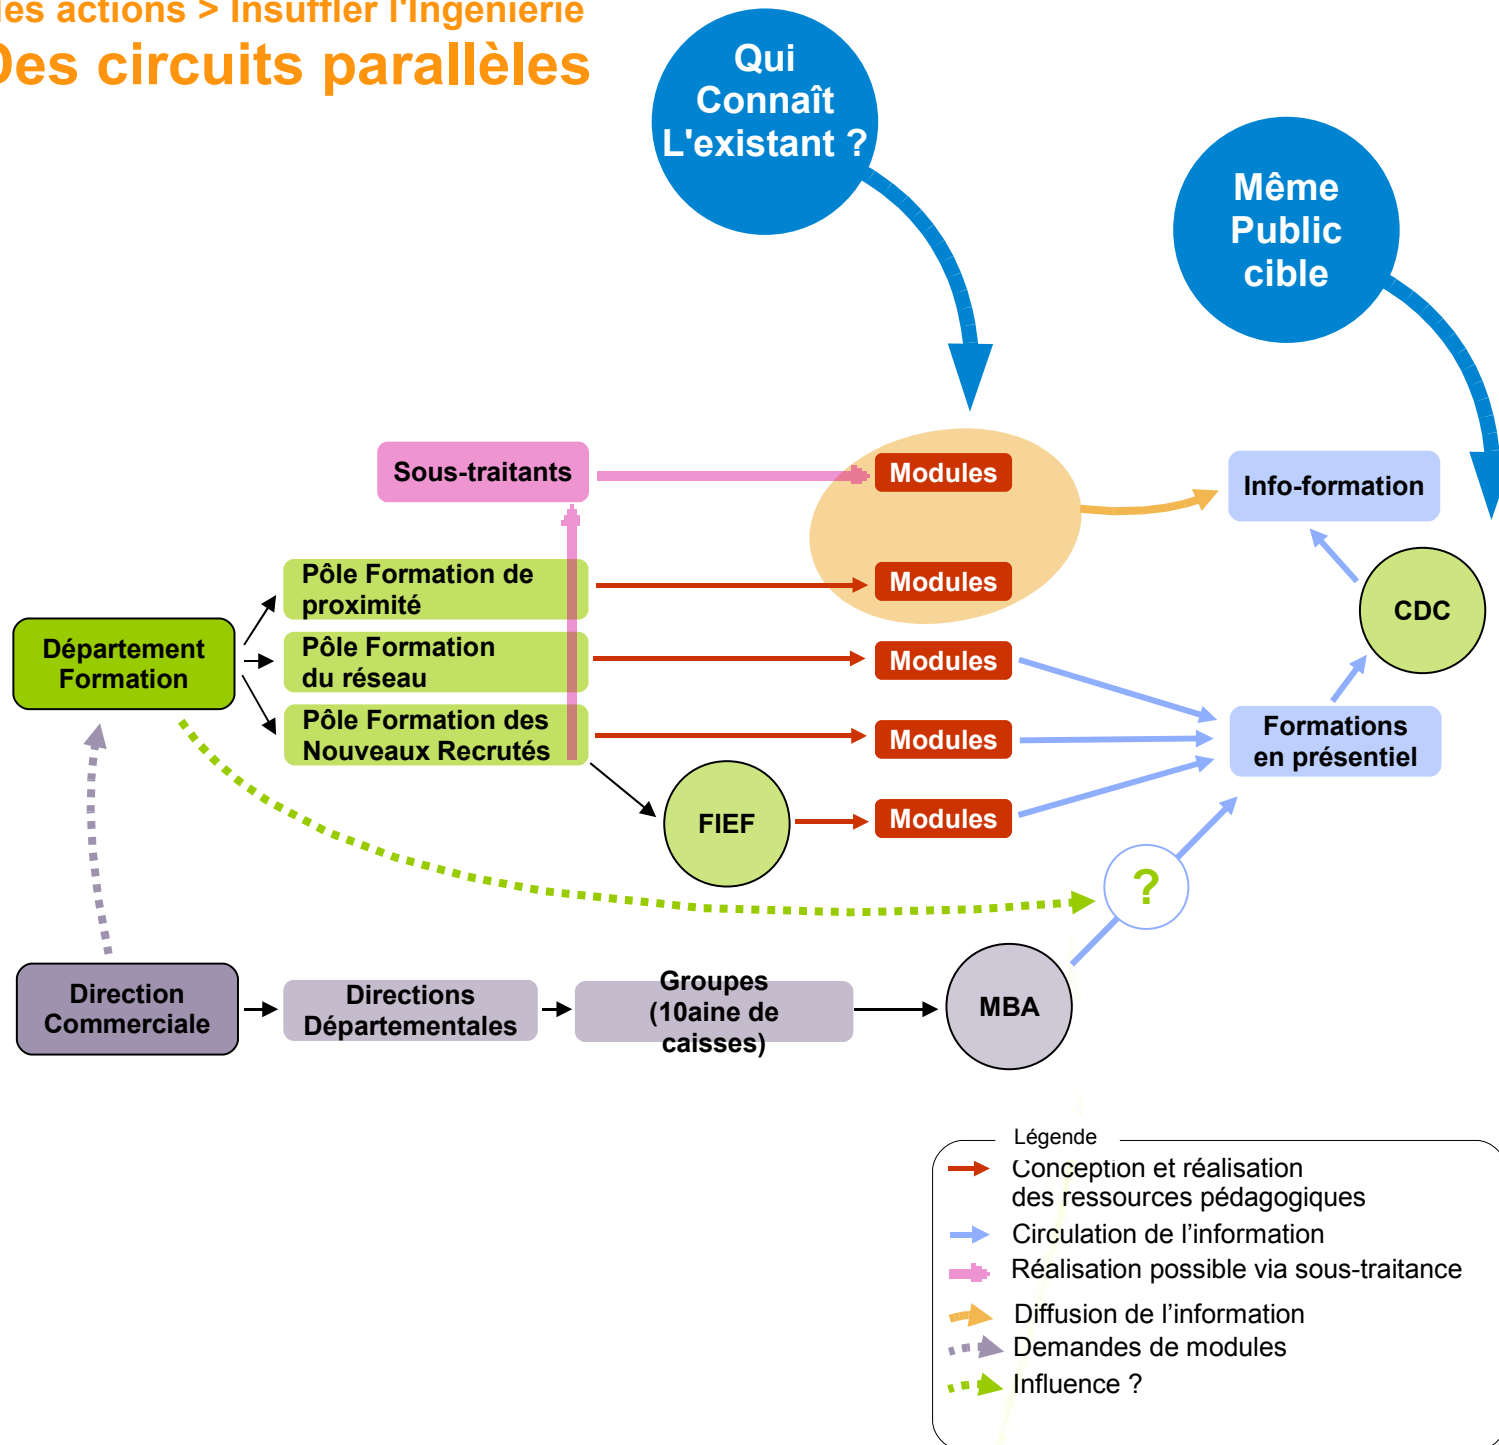 des actions > Insuffler l'Ingénierie
Des circuits parallèles
Qui
Connaît
L'existant ?
Même
Public
cible
Sous-traitants
Modules
Info-formation
Pôle Formation de
proximité
Modules
CDC
Département
Formation
Pôle Formation
du réseau
Modules
Pôle Formation des
Nouveaux Recrutés
Modules
Formations
en présentiel
FIEF
Modules
?
Direction
Commerciale
Directions
Départementales
Groupes
(10aine de
caisses)
MBA
Légende
Conception et réalisation
des ressources pédagogiques
Circulation de l’information
Réalisation possible via sous-traitance
Diffusion de l’information
Demandes de modules
Influence ?